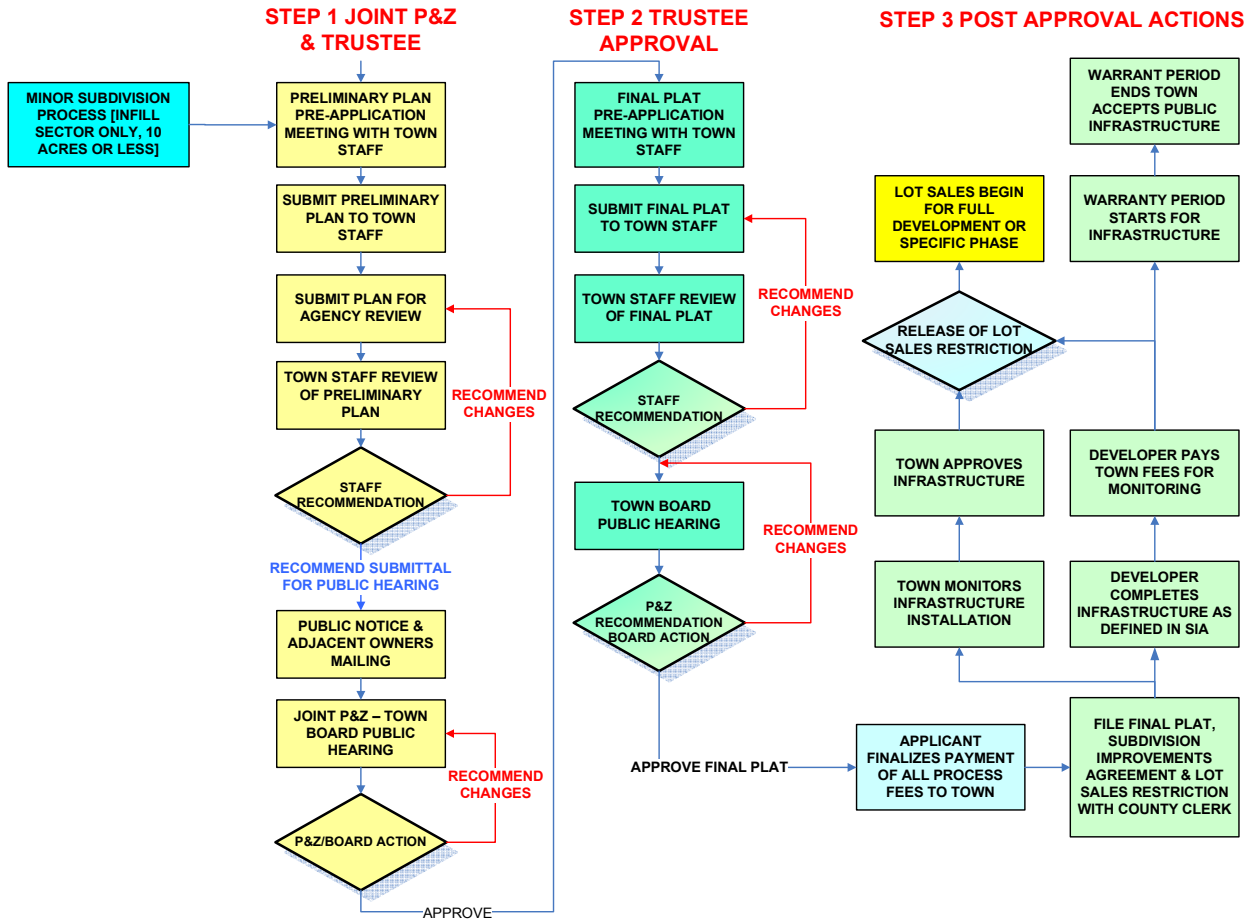 STEP 1 JOINT P&Z
& TRUSTEE
MINOR SUBDIVISION
PROCESS [INFILL
SECTOR ONLY, 10
ACRES OR LESS]
PRELIMINARY PLAN
PRE-APPLICATION
MEETING WITH TOWN
STAFF
SUBMIT PRELIMINARY
PLAN TO TOWN
STAFF
SUBMIT PLAN FOR
AGENCY REVIEW
TOWN STAFF REVIEW
OF PRELIMINARY
PLAN
RECOMMEND
CHANGES
STAFF
RECOMMENDATION
RECOMMEND SUBMITTAL
FOR PUBLIC HEARING
PUBLIC NOTICE &
ADJACENT OWNERS
MAILING
JOINT P&Z – TOWN
BOARD PUBLIC
HEARING
RECOMMEND
CHANGES
P&Z/BOARD ACTION
APPROVE
STEP 2 TRUSTEE
APPROVAL
FINAL PLAT
PRE-APPLICATION
MEETING WITH TOWN
STAFF
SUBMIT FINAL PLAT
TO TOWN STAFF
TOWN STAFF REVIEW
OF FINAL PLAT
RECOMMEND
CHANGES
STAFF
RECOMMENDATION
TOWN BOARD
PUBLIC HEARING
RECOMMEND
CHANGES
P&Z
RECOMMENDATION
BOARD ACTION
APPROVE FINAL PLAT
APPLICANT
FINALIZES PAYMENT
OF ALL PROCESS
FEES TO TOWN
STEP 3 POST APPROVAL ACTIONS
FILE FINAL PLAT,
SUBDIVISION
IMPROVEMENTS
AGREEMENT & LOT
SALES RESTRICTION
WITH COUNTY CLERK
TOWN MONITORS
INFRASTRUCTURE
INSTALLATION
DEVELOPER
COMPLETES
INFRASTRUCTURE AS
DEFINED IN SIA
TOWN APPROVES
INFRASTRUCTURE
DEVELOPER PAYS
TOWN FEES FOR
MONITORING
RELEASE OF LOT
SALES RESTRICTION
LOT SALES BEGIN
FOR FULL
DEVELOPMENT OR
SPECIFIC PHASE
WARRANTY PERIOD
STARTS FOR
INFRASTRUCTURE
WARRANT PERIOD
ENDS TOWN
ACCEPTS PUBLIC
INFRASTRUCTURE